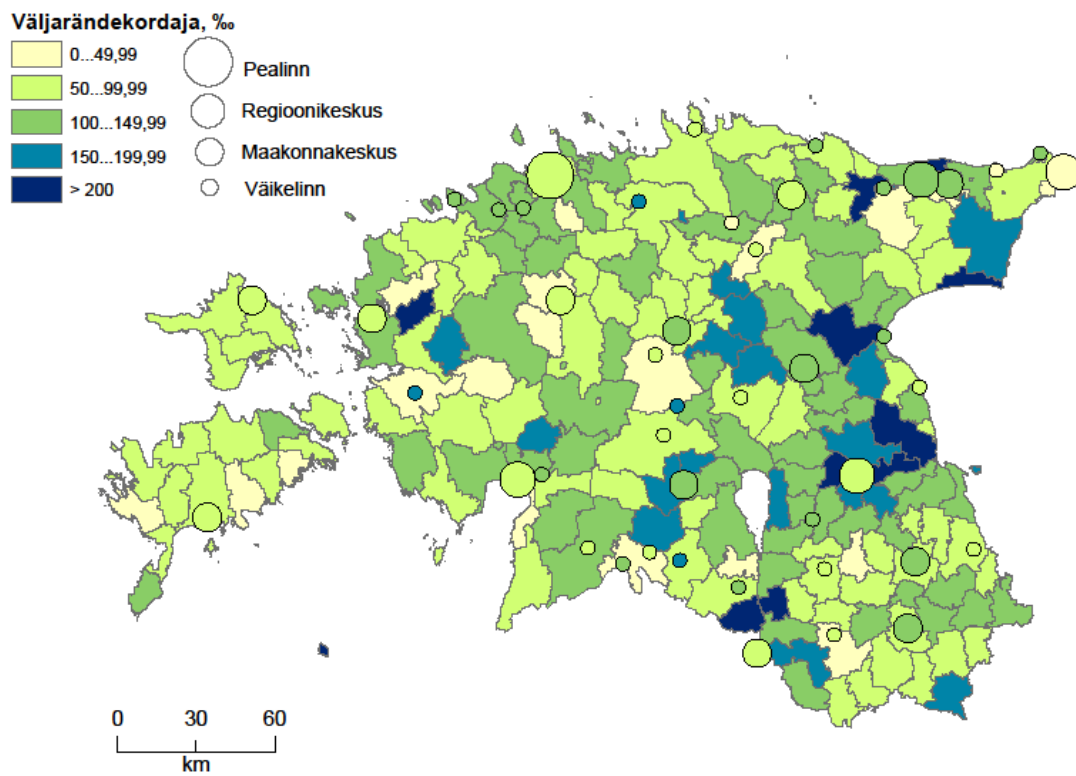 Väljarändekordaja, ‰
0...49,99
50...99,99
100...149,99
150...199,99
> 200
Pealinn
Regioonikeskus
Maakonnakeskus
Väikelinn
0 30 60
km